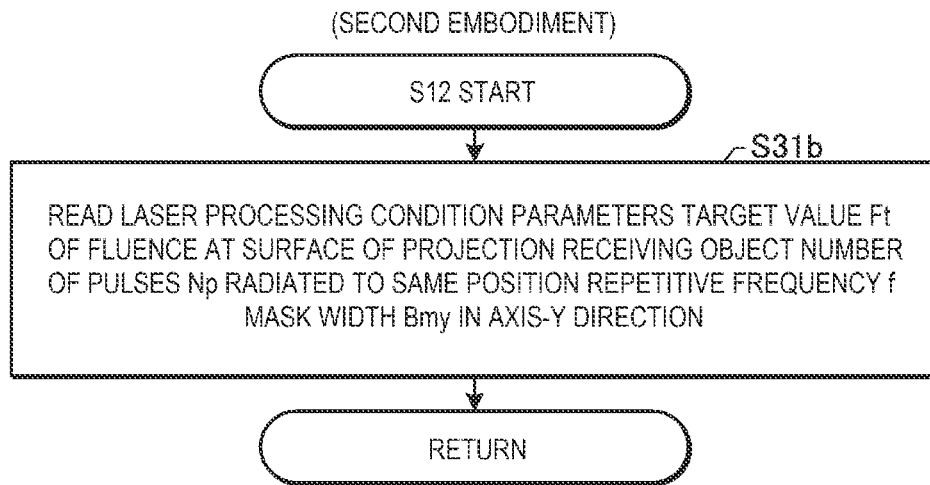 (SECOND EMBODIMENT)
S12 START
S31b
READ LASER PROCESSING CONDITION PARAMETERS TARGET VALUE Ft
OF FLUENCE AT SURFACE OF PROJECTION RECEIVING OBJECT NUMBER
OF PULSES Np RADIATED TO SAME POSITION REPETITIVE FREQUENCY f
MASK WIDTH Bmy IN AXIS-Y DIRECTION
RETURN